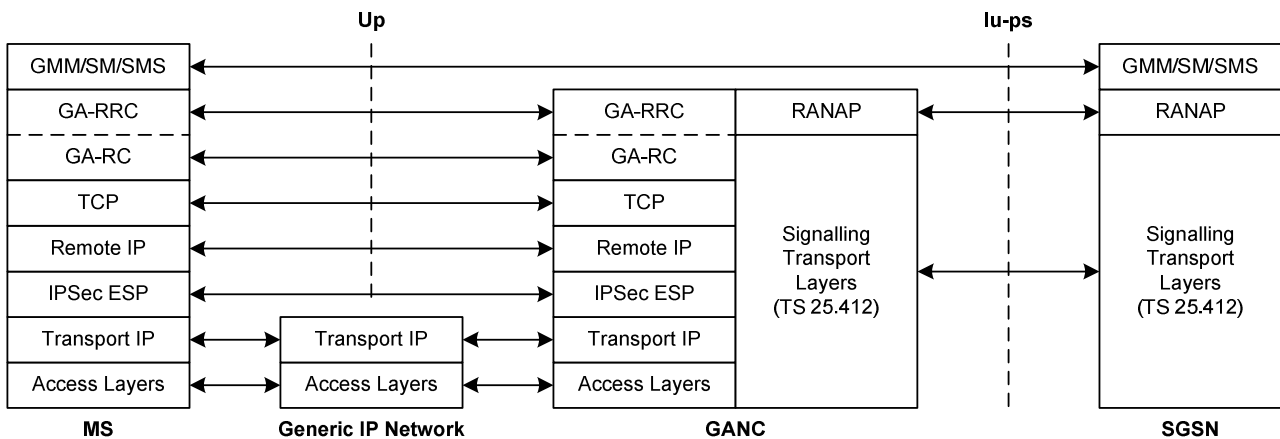 Up
Iu-ps
GMM/SM/SMS
GMM/SM/SMS
GA-RRC
GA-RRC
RANAP
RANAP
GA-RC
GA-RC
TCP
TCP
Remote IP
Remote IP
Signalling
Transport
Layers
(TS 25.412)
Signalling
Transport
Layers
(TS 25.412)
IPSec ESP
IPSec ESP
Transport IP
Transport IP
Transport IP
Access Layers
Access Layers
Access Layers
MS
Generic IP Network
GANC
SGSN